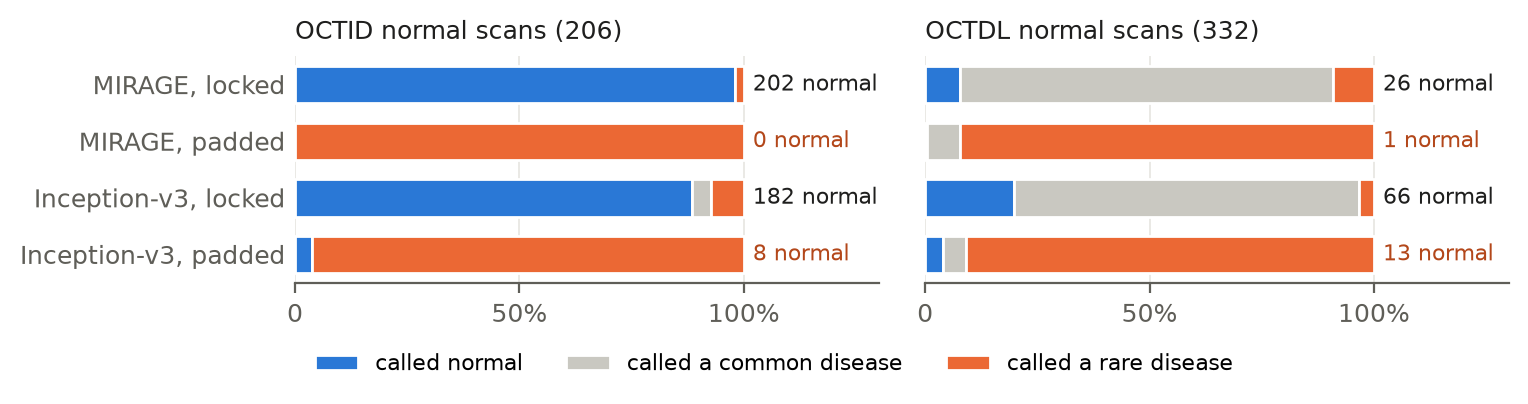 OCTID normal scans (206)
OCTDL normal scans (332)
MIRAGE, locked
202 normal
26 normal
MIRAGE, padded
0 normal
1 normal
Inception-v3, locked
182 normal
66 normal
Inception-v3, padded
8 normal
13 normal
0 50% 100%
0 50% 100%
called normal
called a common disease
called a rare disease